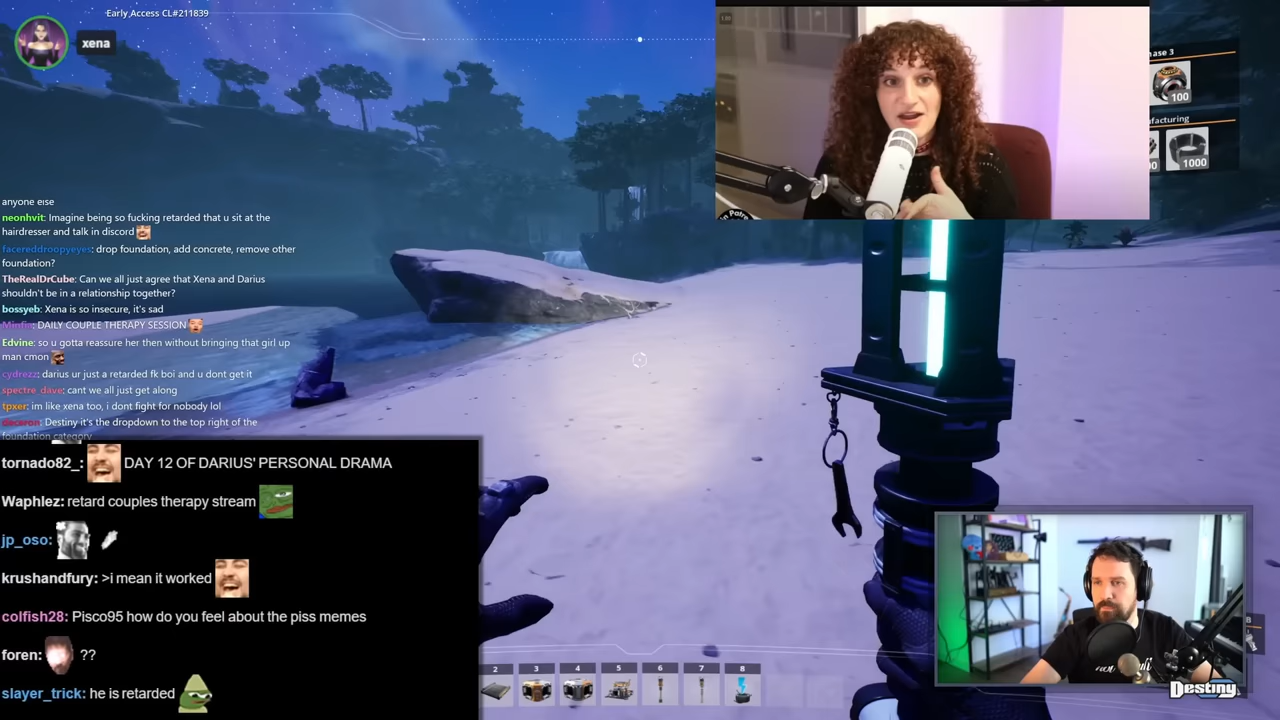 Early Access CL#211839
xena
hase 3
100
facturing
00
1000
anyone else
neonhvit: Imagine being so fucking retarded that u sit at the
hairdresser and talk in discord
facereddroopyeyes: drop foundation, add concrete, remove other
foundation?
TheRealDrCube: Can we all just agree that Xena and Darius
shouldn't be in a relationship together?
bossyeb: Xena is so insecure, it's sad
: DAILY COUPLE THERAPY SESSION
Edvine: so u gotta reassure her then without bringing that girl up
man cmon
cydrezz: darius ur just a retarded fk boi and u dont get it
spectre_dave: cant we all just get along
tpxer: im like xena too, i dont fight for nobody lol
: Destiny it's the dropdown to the top right of the
foundation category
tornado82_: DAY 12 OF DARIUS' PERSONAL DRAMA
Waphlez: retard couples therapy stream
jp_oso:
krushandfury: >i mean it worked
colfish28: Pisco95 how do you feel about the piss memes
foren: ??
slayer_trick: he is retarded
2 3 4 5 6 7 8
Destiny